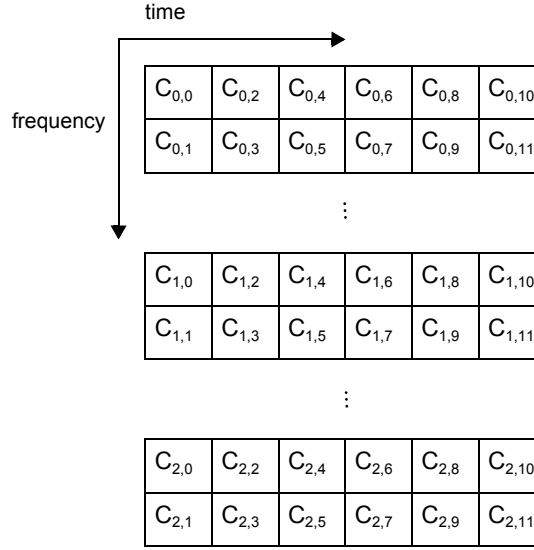 time
frequency
C0,0 C0,2 C0,4 C0,6 C0,8 C0,10
C0,1 C0,3 C0,5 C0,7 C0,9 C0,11
⋮
C1,0 C1,2 C1,4 C1,6 C1,8 C1,10
C1,1 C1,3 C1,5 C1,7 C1,9 C1,11
⋮
C2,0 C2,2 C2,4 C2,6 C2,8 C2,10
C2,1 C2,3 C2,5 C2,7 C2,9 C2,11